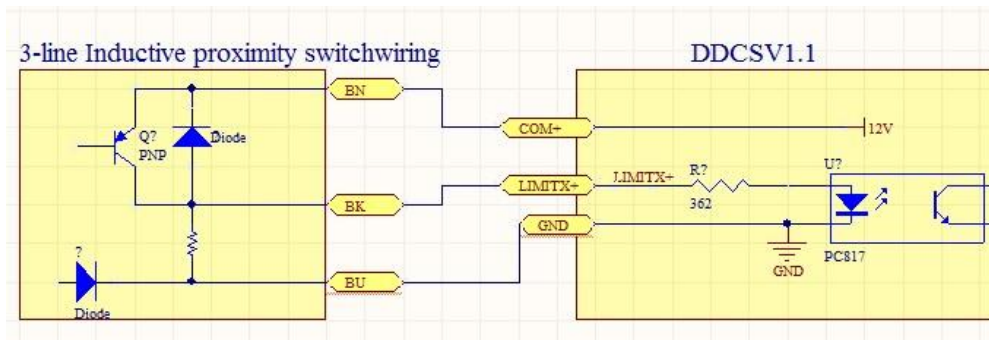 3-line Inductive proximity switchwiring
DDCSV1.1
BN
Q?
PNP
Diode
COM+
12V
LIMITX+
LIMITX+
R?
362
U?
BK
GND
GND
PC817
?
Diode
BU